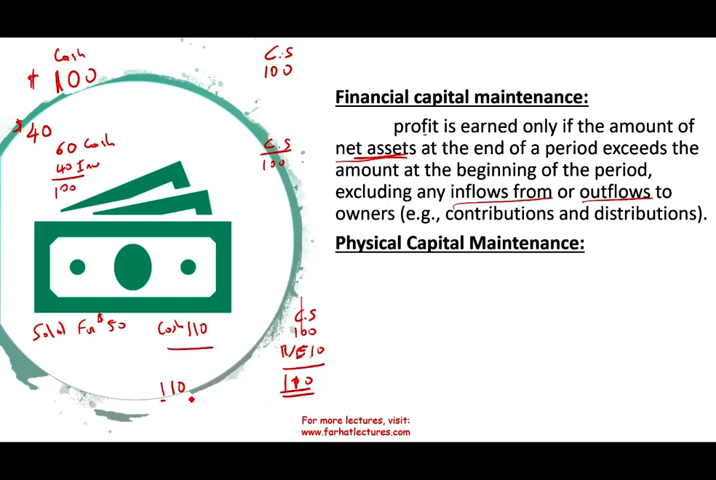 Cash
$ 100
C.S
100
$40
60 Cash
40 Inv
100
C.S
100
Financial capital maintenance:
profit is earned only if the amount of
net assets at the end of a period exceeds the
amount at the beginning of the period,
excluding any inflows from or outflows to
owners (e.g., contributions and distributions).
Physical Capital Maintenance:
Sold For $50
Cash 110
C.S
100
R/E 10
110
110
For more lectures, visit:
www.farhatlectures.com